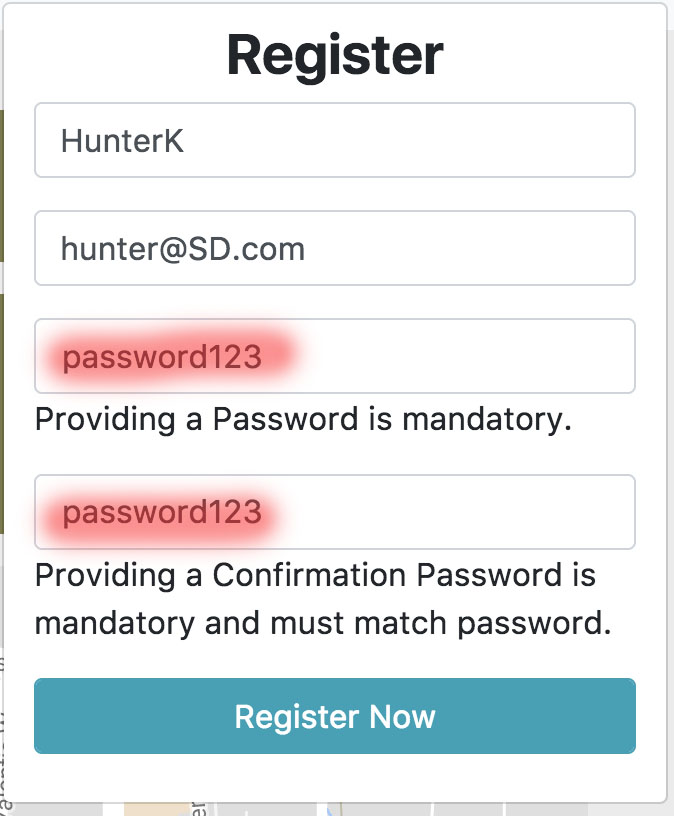 Register
HunterK
hunter@SD.com
password123
Providing a Password is mandatory.
password123
Providing a Confirmation Password is
mandatory and must match password.
Register Now